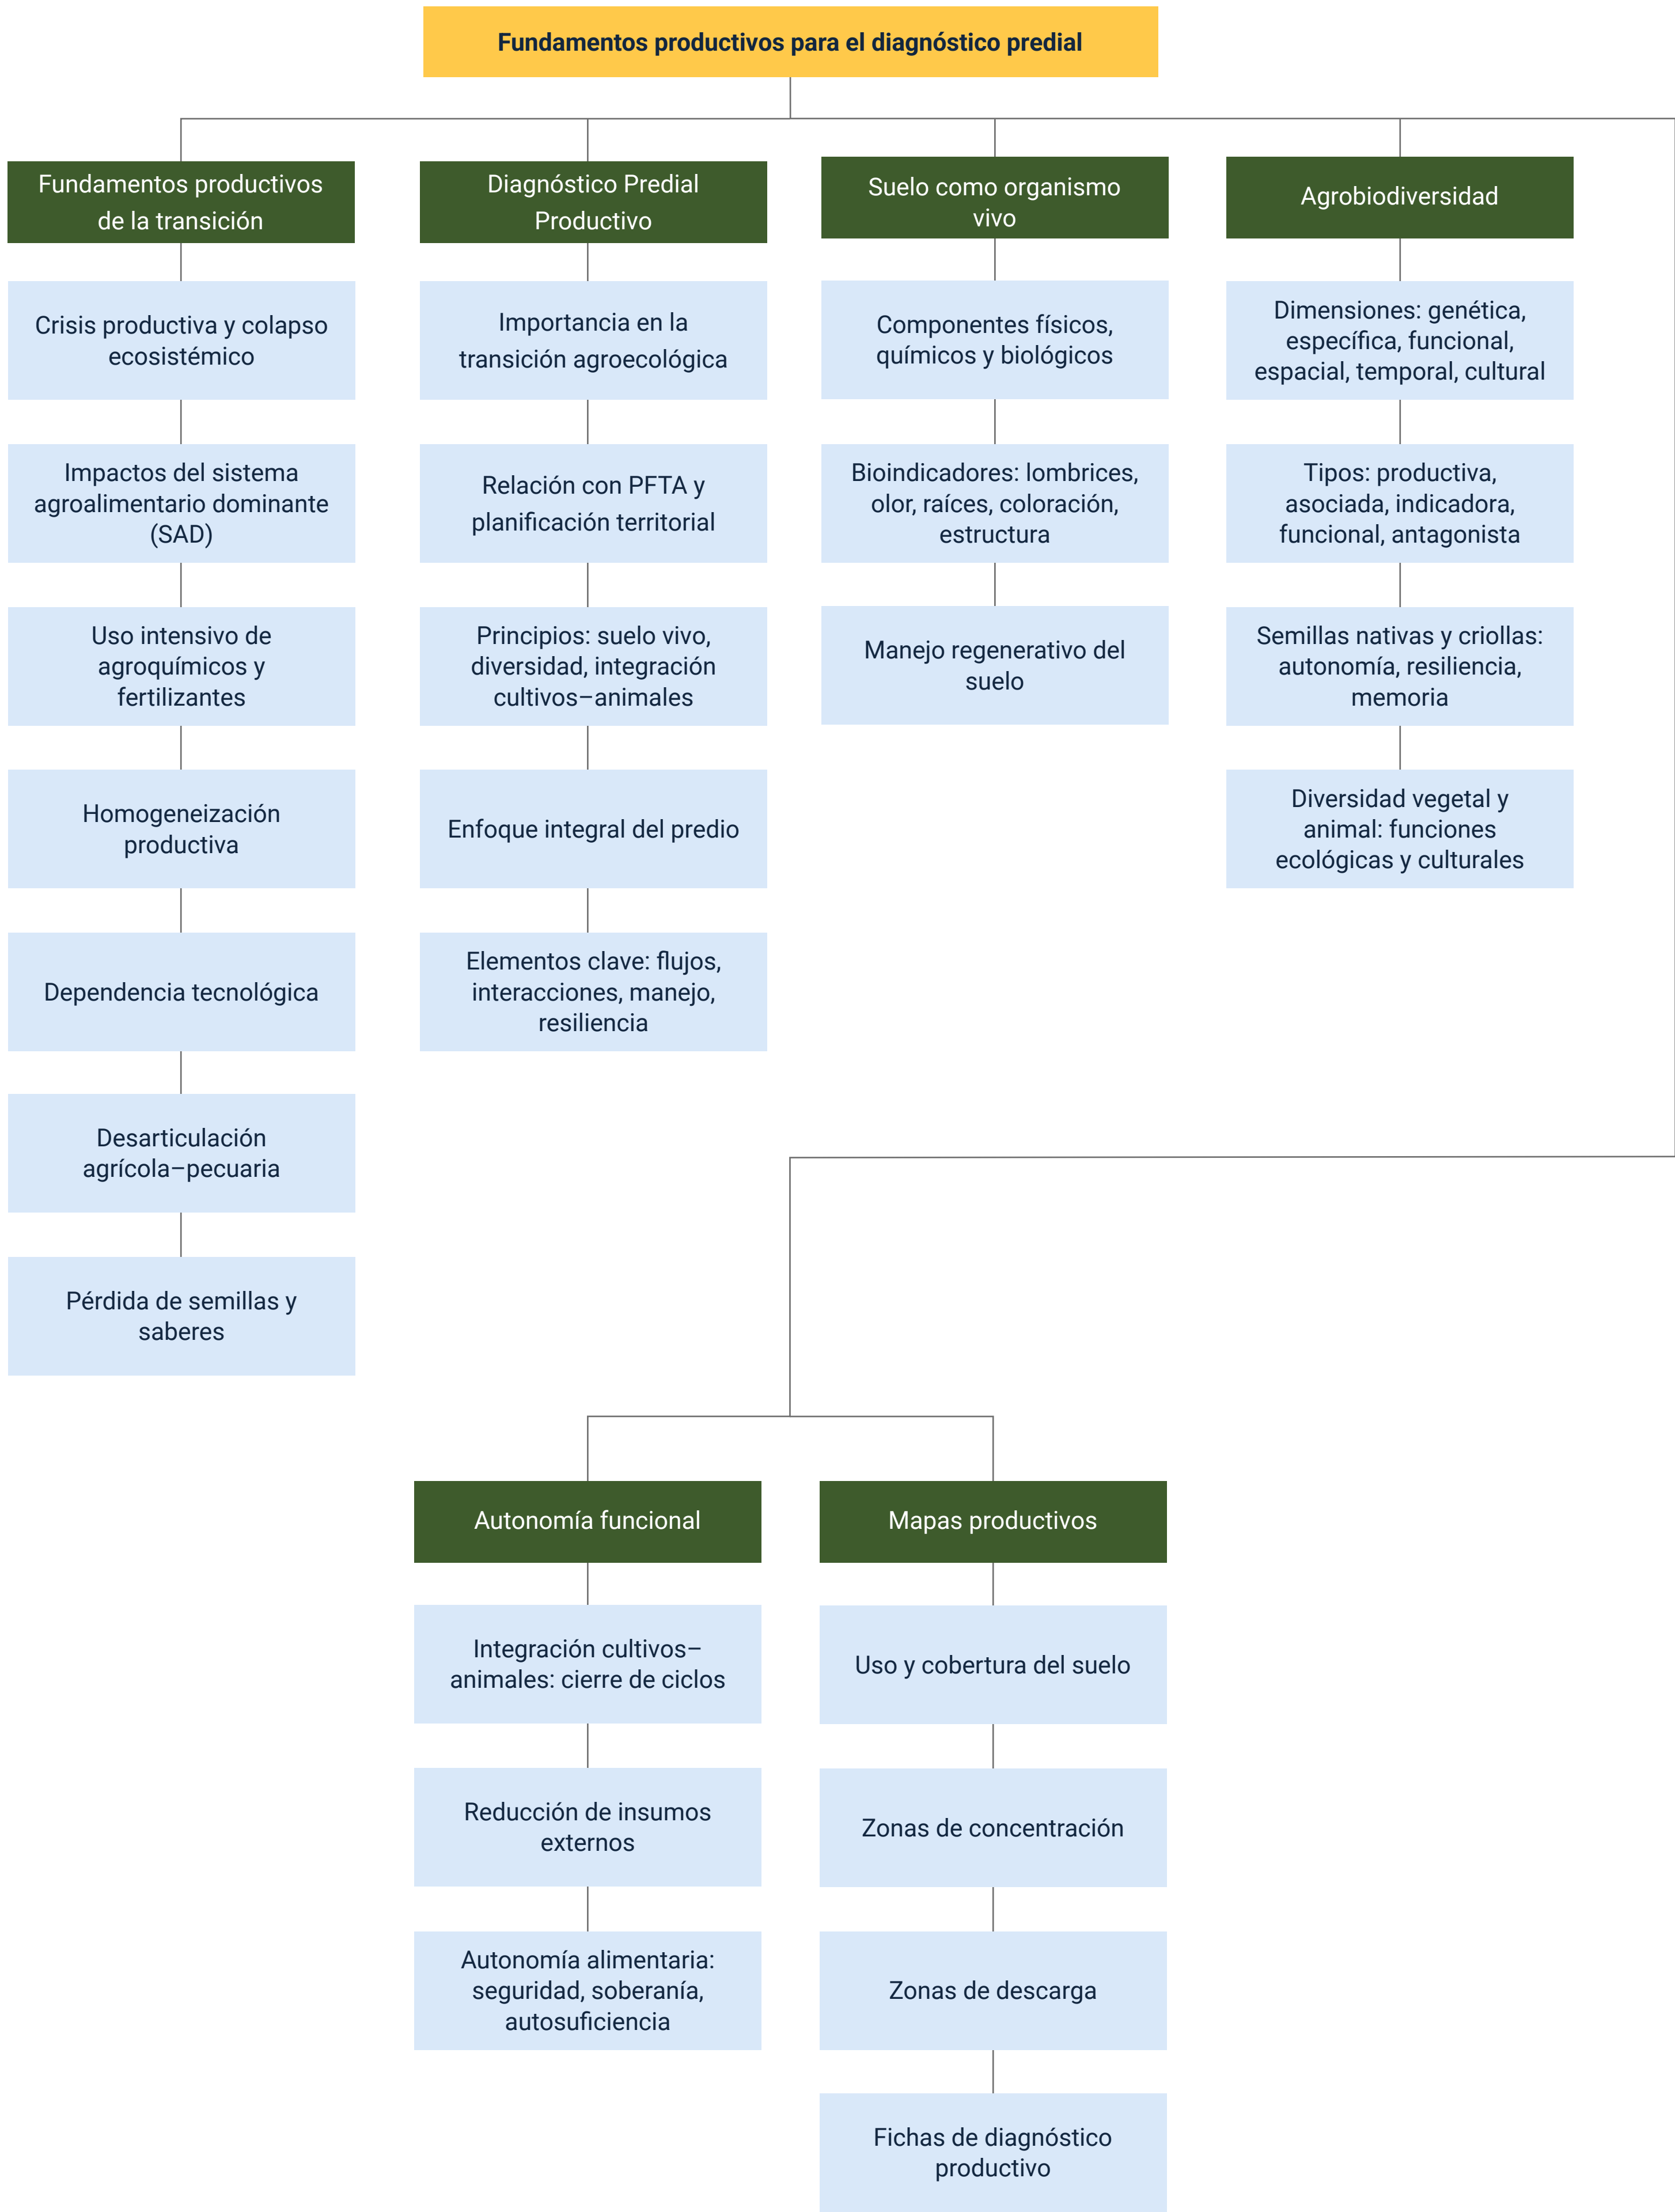 Fundamentos productivos para el diagnóstico predial
Fundamentos productivos
de la transición
Crisis productiva y colapso
ecosistémico
Impactos del sistema
agroalimentario dominante
(SAD)
Uso intensivo de
agroquímicos y
fertilizantes
Homogeneización
productiva
Dependencia tecnológica
Desarticulación
agrícola–pecuaria
Pérdida de semillas y
saberes
Diagnóstico Predial
Productivo
Importancia en la
transición agroecológica
Relación con PFTA y
planificación territorial
Principios: suelo vivo,
diversidad, integración
cultivos–animales
Enfoque integral del predio
Elementos clave: flujos,
interacciones, manejo,
resiliencia
Suelo como organismo
vivo
Componentes físicos,
químicos y biológicos
Bioindicadores: lombrices,
olor, raíces, coloración,
estructura
Manejo regenerativo del
suelo
Agrobiodiversidad
Dimensiones: genética,
específica, funcional,
espacial, temporal, cultural
Tipos: productiva,
asociada, indicadora,
funcional, antagonista
Semillas nativas y criollas:
autonomía, resiliencia,
memoria
Diversidad vegetal y
animal: funciones
ecológicas y culturales
Autonomía funcional
Integración cultivos–
animales: cierre de ciclos
Reducción de insumos
externos
Autonomía alimentaria:
seguridad, soberanía,
autosuficiencia
Mapas productivos
Uso y cobertura del suelo
Zonas de concentración
Zonas de descarga
Fichas de diagnóstico
productivo